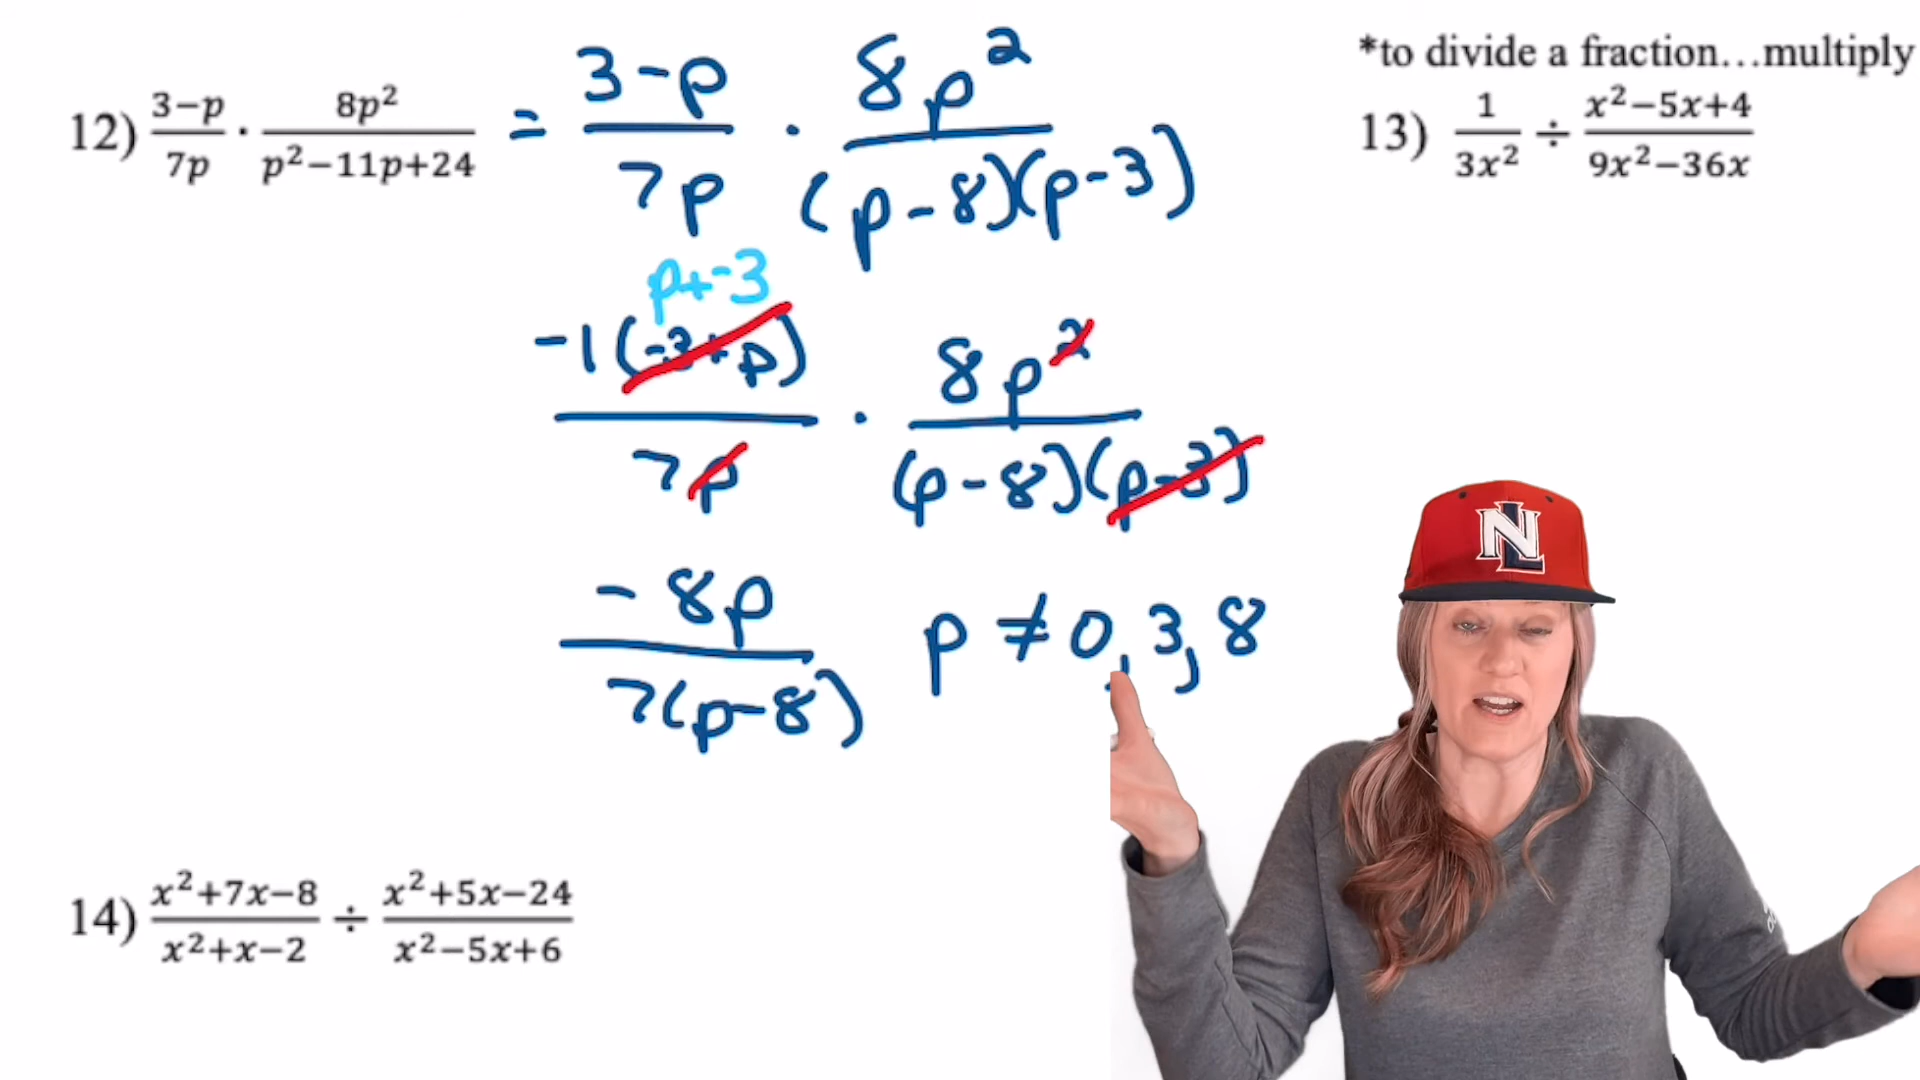 12) (3−p)/(7p) · (8p²)/(p²−11p+24) = (3-p)/(7p) · (8p²)/((p-8)(p-3))
p+-3
(-1(-3+p))/(7p) · (8p²)/((p-8)(p-3))
(-8p)/(7(p-8)) p ≠ 0, 3, 8
*to divide a fraction…multiply
13) (1)/(3x²) ÷ (x²−5x+4)/(9x²−36x)
14) (x²+7x−8)/(x²+x−2) ÷ (x²+5x−24)/(x²−5x+6)
NL